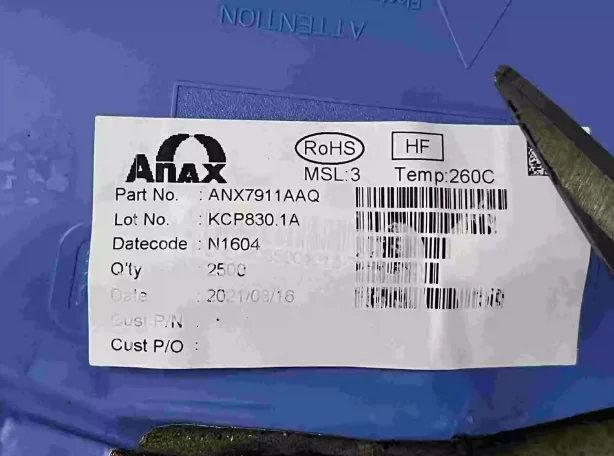 ATTENTION
Anax
RoHS HF
MSL:3 Temp:260C
Part No. : ANX7911AAQ
Lot No. : KCP830.1A
Datecode : N1604
Q'ty : 2500
Date : 2021/08/16
Cust P/N :
Cust P/O :